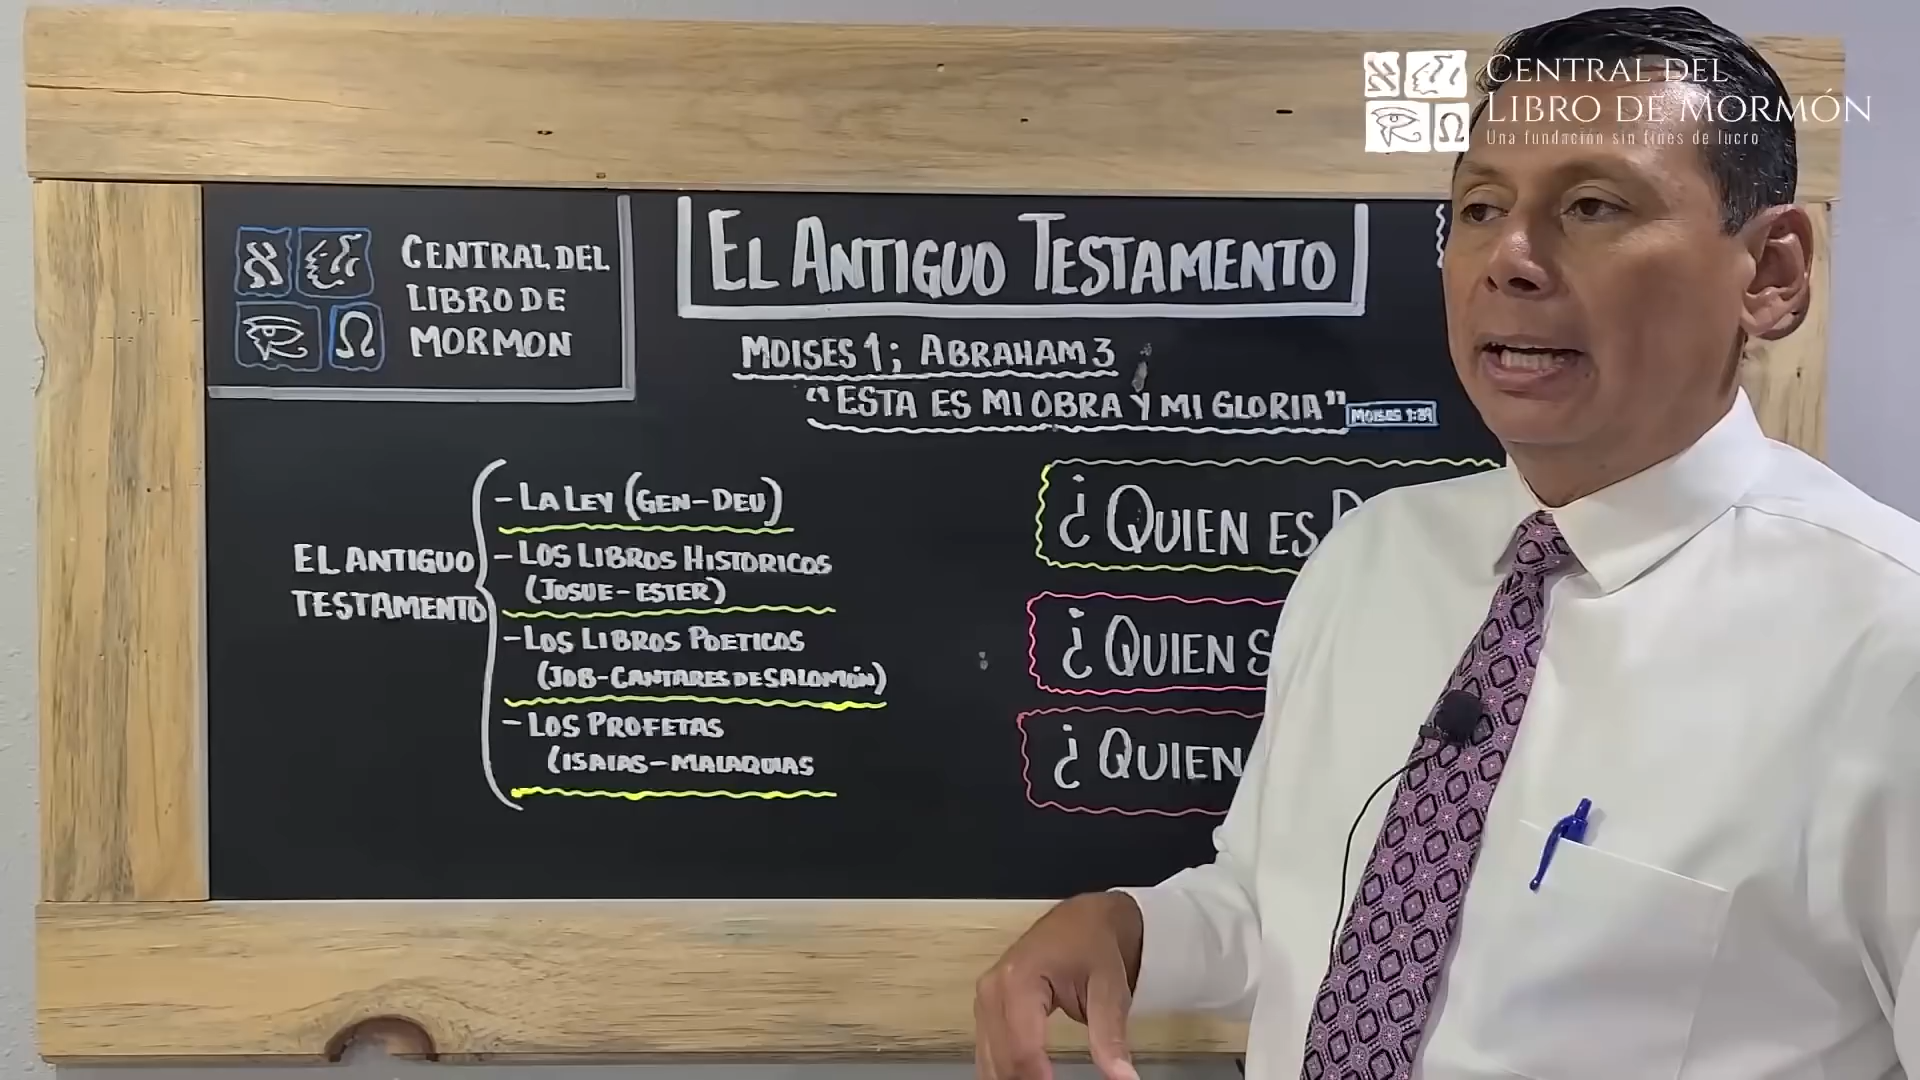 CENTRAL DEL
LIBRO DE MORMÓN
Una fundación sin fines de lucro
CENTRAL DEL
LIBRO DE
MORMON
EL ANTIGUO TESTAMENTO
MOISES 1; ABRAHAM 3
"ESTA ES MI OBRA Y MI GLORIA"
MOISES 1:39
EL ANTIGUO
TESTAMENTO
- LA LEY (GEN-DEU)
- LOS LIBROS HISTORICOS
(JOSUE-ESTER)
- LOS LIBROS POETICOS
(JOB-CANTARES DE SALOMÓN)
- LOS PROFETAS
(ISAIAS-MALAQUIAS
¿QUIEN ES
¿QUIEN
¿QUIEN